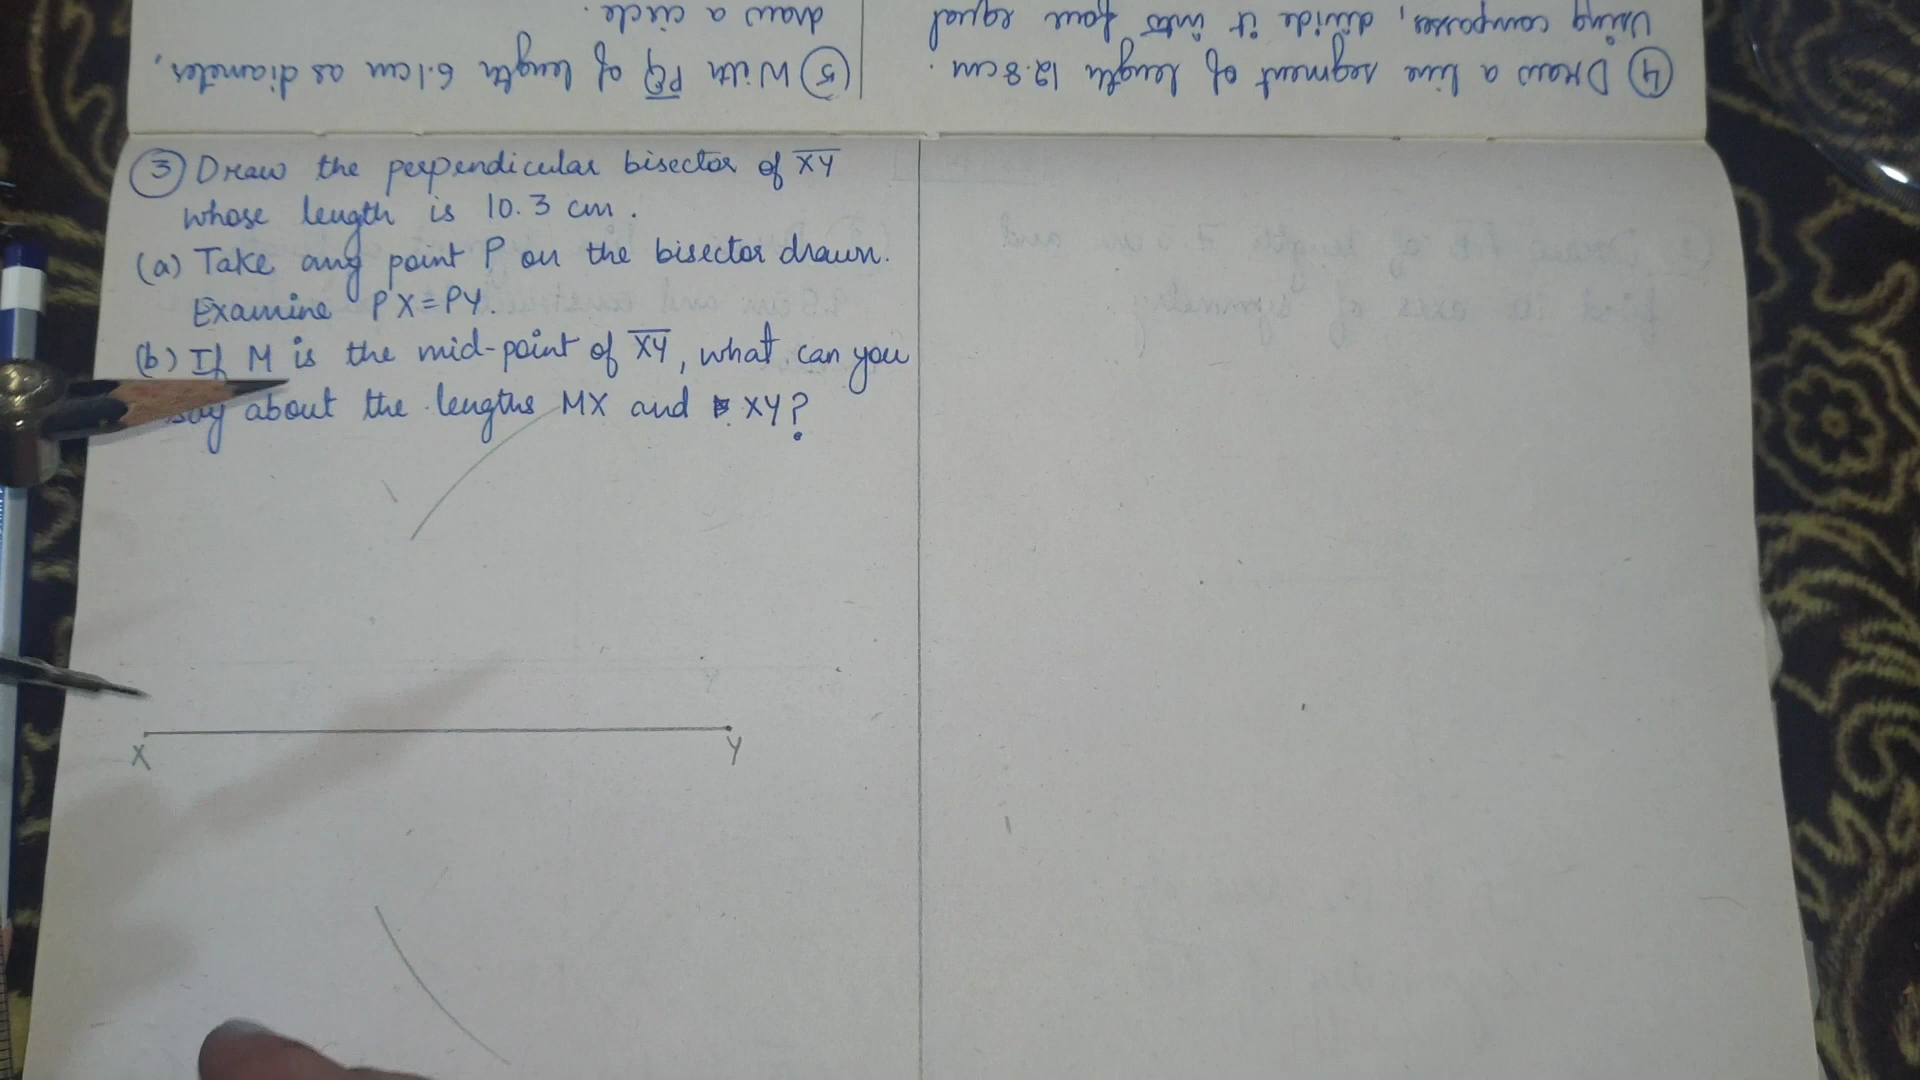 ④ Draw a line segment of length 12.8 cm.
Using compasses, divide it into four equal
⑤ With PQ of length 6.1 cm as diameter,
draw a circle.
③ Draw the perpendicular bisector of XY
whose length is 10.3 cm.
(a) Take any point P on the bisector drawn.
Examine PX=PY.
(b) If M is the mid-point of XY, what can you
say about the lengths MX and XY?
X
Y